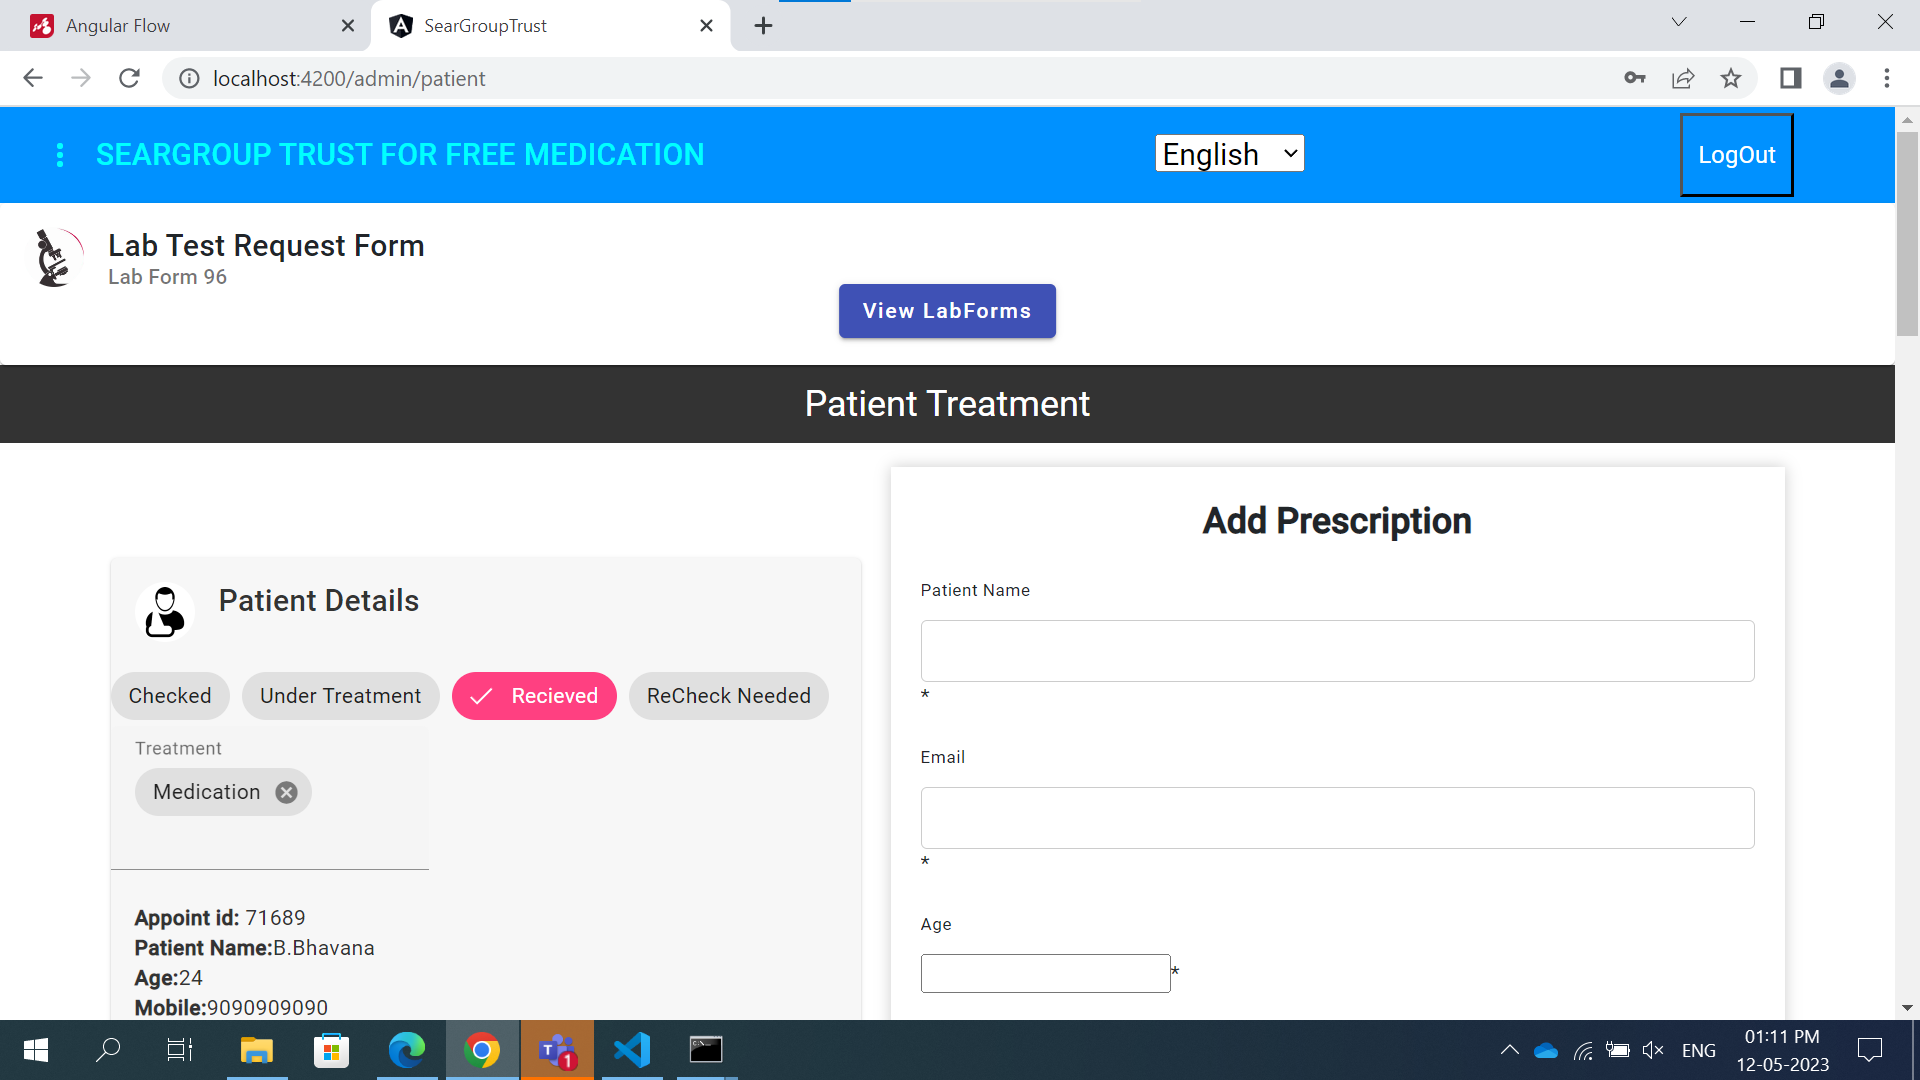 Angular Flow
SearGroupTrust
localhost:4200/admin/patient
SEARGROUP TRUST FOR FREE MEDICATION
English
LogOut
Lab Test Request Form
Lab Form 96
View LabForms
Patient Treatment
Patient Details
Checked
Under Treatment
Recieved
ReCheck Needed
Treatment
Medication
Appoint id: 71689
Patient Name:B.Bhavana
Age:24
Mobile:9090909090
Add Prescription
Patient Name
*
Email
*
Age
*
T
1
C:\
ENG
01:11 PM
12-05-2023